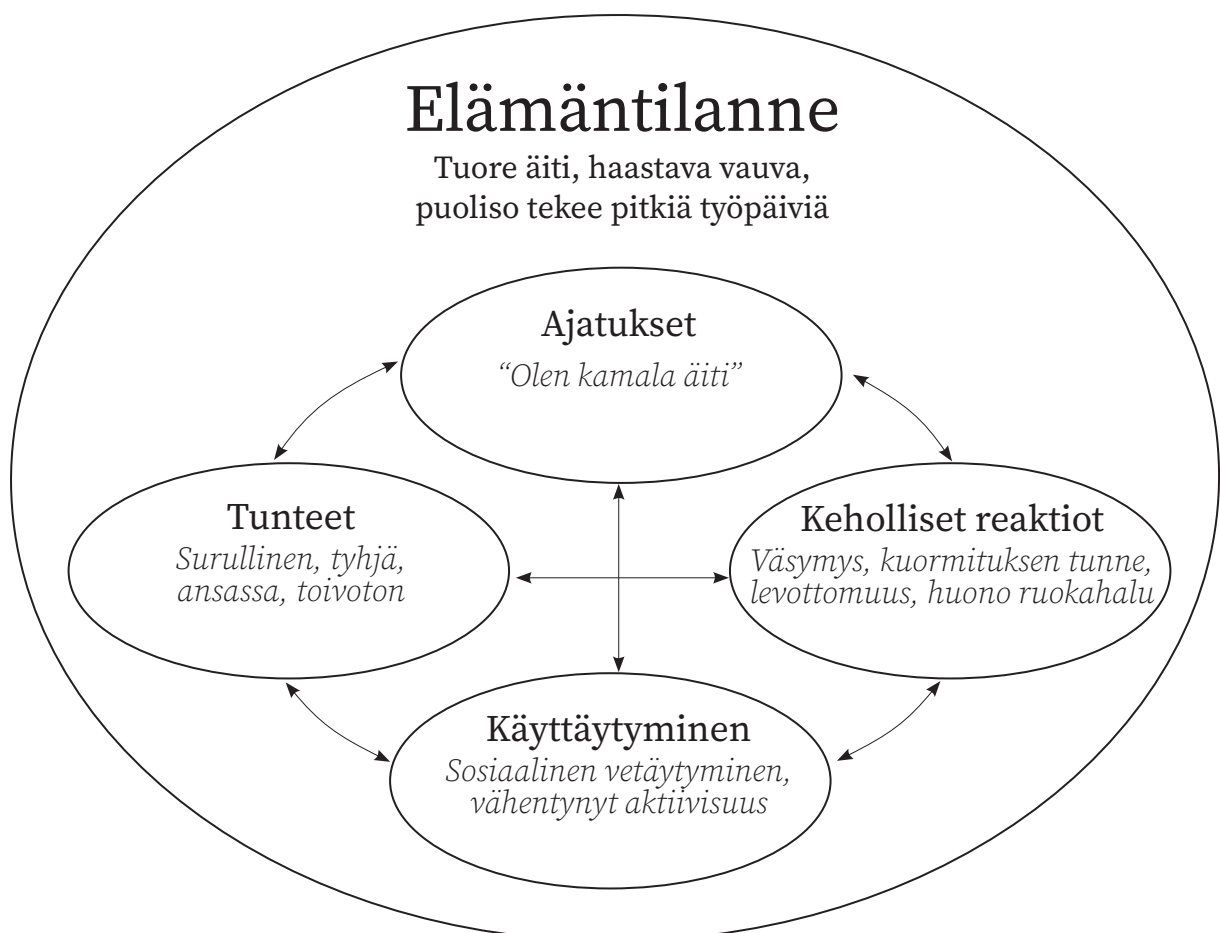 Elämäntilanne
Tuore äiti, haastava vauva,
puoliso tekee pitkiä työpäiviä
Ajatukset
“Olen kamala äiti”
Tunteet
Surullinen, tyhjä,
ansassa, toivoton
Keholliset reaktiot
Väsymys, kuormituksen tunne,
levottomuus, huono ruokahalu
Käyttäytyminen
Sosiaalinen vetäytyminen,
vähentynyt aktiivisuus